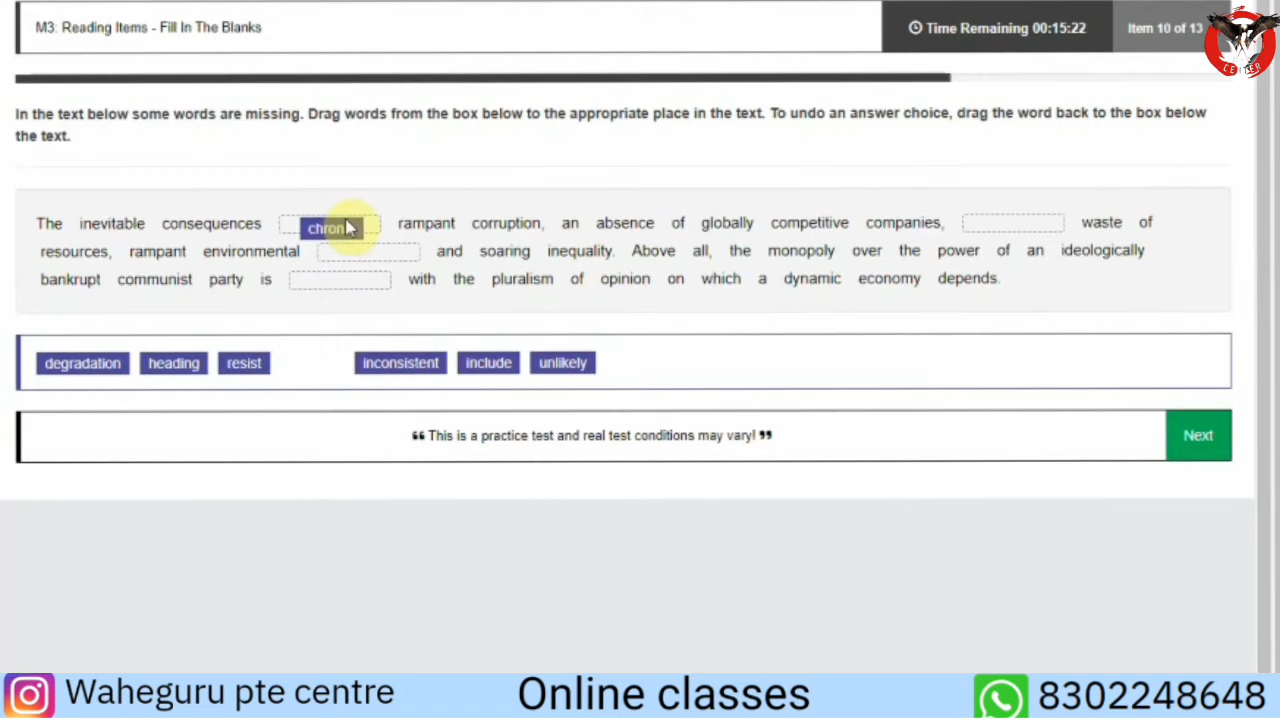 M3: Reading Items - Fill In The Blanks
Time Remaining 00:15:22
Item 10 of 13
CENTER
In the text below some words are missing. Drag words from the box below to the appropriate place in the text. To undo an answer choice, drag the word back to the box below
the text.
The inevitable consequences rampant corruption, an absence of globally competitive companies, waste of
chron
resources, rampant environmental and soaring inequality. Above all, the monopoly over the power of an ideologically
bankrupt communist party is with the pluralism of opinion on which a dynamic economy depends.
degradation heading resist inconsistent include unlikely
❝ This is a practice test and real test conditions may vary! ❞
Next
Waheguru pte centre
Online classes
8302248648